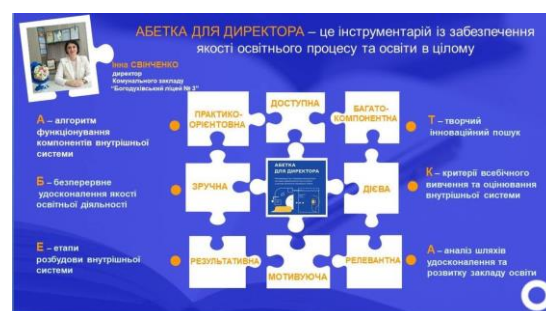 АБЕТКА ДЛЯ ДИРЕКТОРА – це інструментарій із забезпечення
якості освітнього процесу та освіти в цілому
Інна СВІНЧЕНКО
директор
Комунального закладу
"Богодухівський ліцей № 3"
А – алгоритм
функціонування
компонентів внутрішньої
системи
Б – безперервне
удосконалення якості
освітньої діяльності
Е – етапи
розбудови внутрішньої
системи
ПРАКТИКО-
ОРІЄНТОВНА
ДОСТУПНА
БАГАТО-
КОМПОНЕНТНА
ЗРУЧНА
АБЕТКА
ДЛЯ ДИРЕКТОРА
ДІЄВА
РЕЗУЛЬТАТИВНА
МОТИВУЮЧА
РЕЛЕВАНТНА
Т – творчий
інноваційний пошук
К – критерії всебічного
вивчення та оцінювання
внутрішньої системи
А – аналіз шляхів
удосконалення та
розвитку закладу освіти